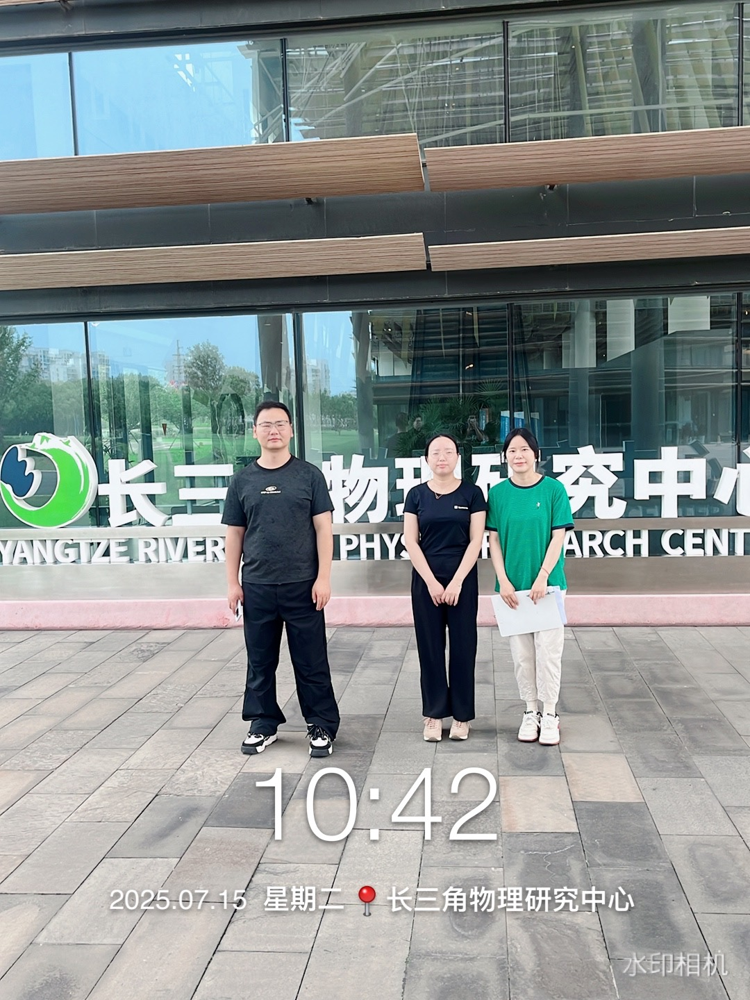 长三 物理研究中心
YANGTZE RIVER PHYS ARCH CENT
10:42
2025.07.15 星期二 长三角物理研究中心
水印相机